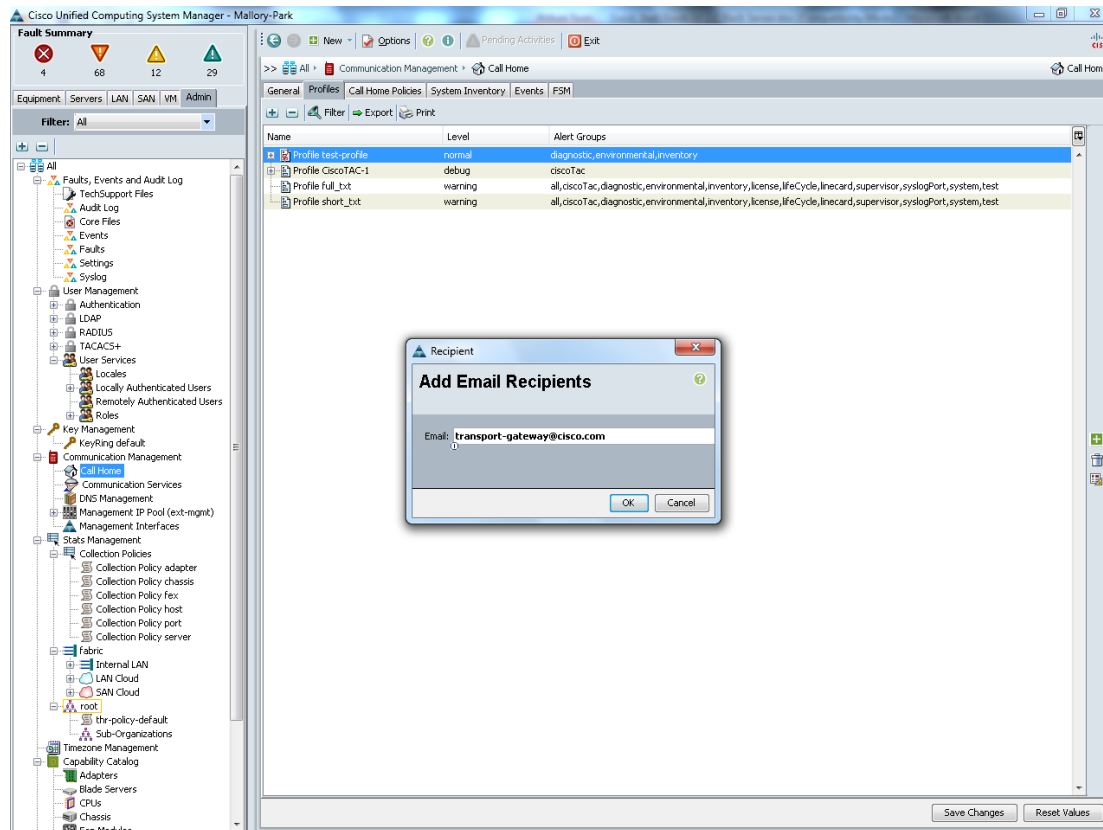 Cisco Unified Computing System Manager - Mallory-Park
Fault Summary
4 68 12 29
New Options Pending Activities Exit
>> All Communication Management Call Home
Call Hom
Equipment Servers LAN SAN VM Admin
General Profiles Call Home Policies System Inventory Events FSM
Filter: All
Filter Export Print
Name Level Alert Groups
Profile test-profile normal diagnostic,environmental,inventory
Profile CiscoTAC-1 debug ciscoTac
Profile full_txt warning all,ciscoTac,diagnostic,environmental,inventory,license,lifeCycle,linecard,supervisor,syslogPort,system,test
Profile short_txt warning all,ciscoTac,diagnostic,environmental,inventory,license,lifeCycle,linecard,supervisor,syslogPort,system,test
All
Faults, Events and Audit Log
TechSupport Files
Audit Log
Core Files
Events
Faults
Settings
Syslog
User Management
Authentication
LDAP
RADIUS
TACACS+
User Services
Locales
Locally Authenticated Users
Remotely Authenticated Users
Roles
Key Management
KeyRing default
Communication Management
Call Home
Communication Services
DNS Management
Management IP Pool (ext-mgmt)
Management Interfaces
Stats Management
Collection Policies
Collection Policy adapter
Collection Policy chassis
Collection Policy fex
Collection Policy host
Collection Policy port
Collection Policy server
fabric
Internal LAN
LAN Cloud
SAN Cloud
root
thr-policy-default
Sub-Organizations
Timezone Management
Capability Catalog
Adapters
Blade Servers
CPUs
Chassis
Recipient
Add Email Recipients
Email: transport-gateway@cisco.com
OK Cancel
Save Changes Reset Values